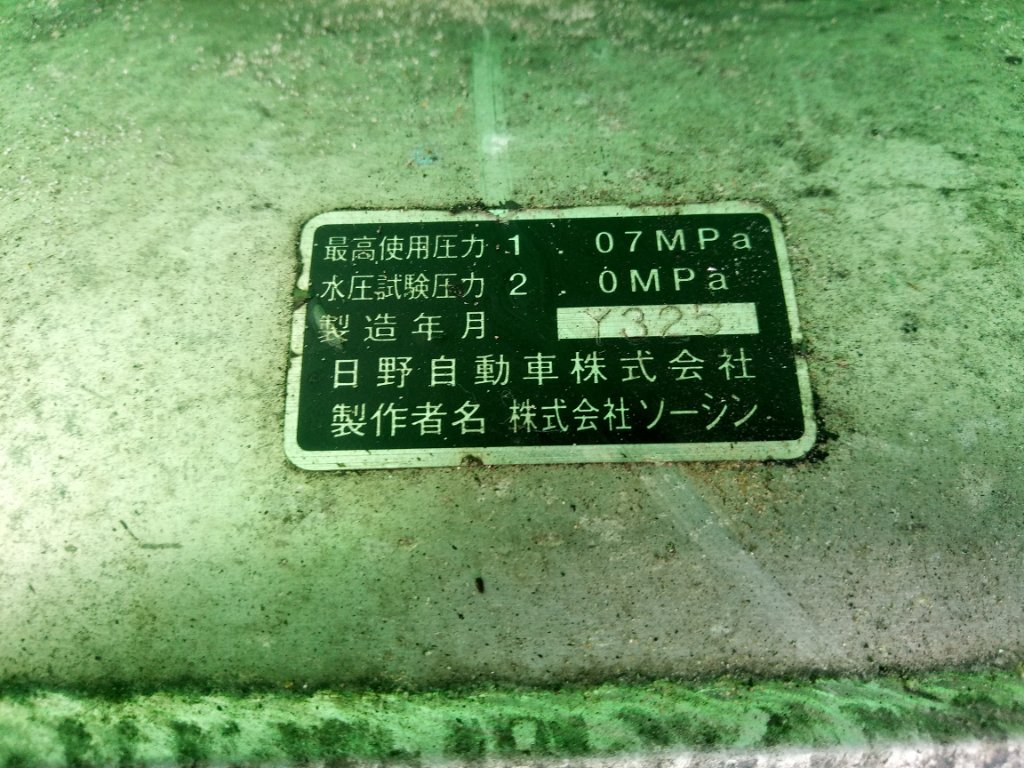 最高使用圧力 1.07MPa
水圧試験圧力 2.0MPa
製造年月 Y325
日野自動車株式会社
製作者名 株式会社ソーシン